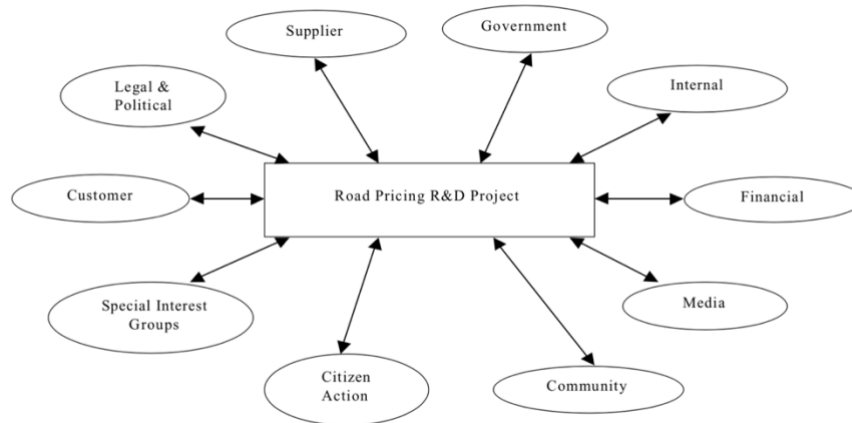 Supplier
Government
Legal &
Political
Internal
Customer
Road Pricing R&D Project
Financial
Special Interest
Groups
Media
Citizen
Action
Community